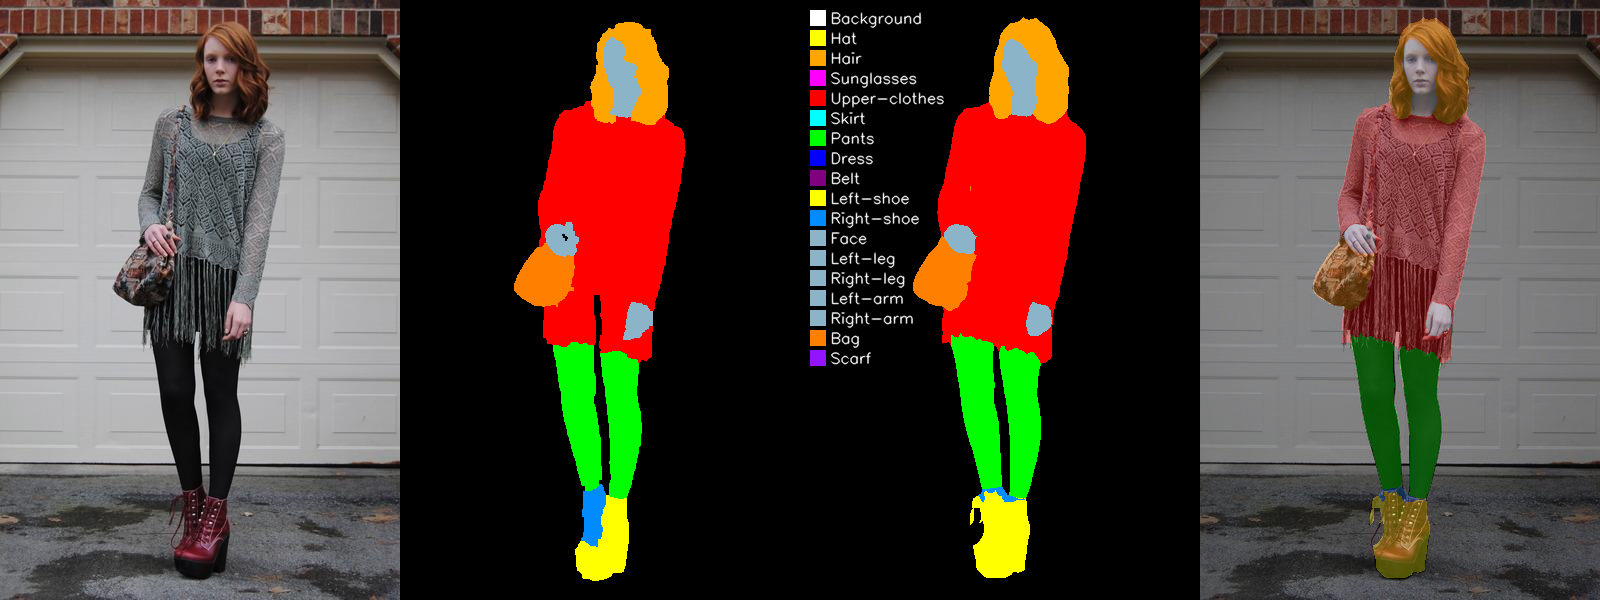 Background
Hat
Hair
Sunglasses
Upper-clothes
Skirt
Pants
Dress
Belt
Left-shoe
Right-shoe
Face
Left-leg
Right-leg
Left-arm
Right-arm
Bag
Scarf